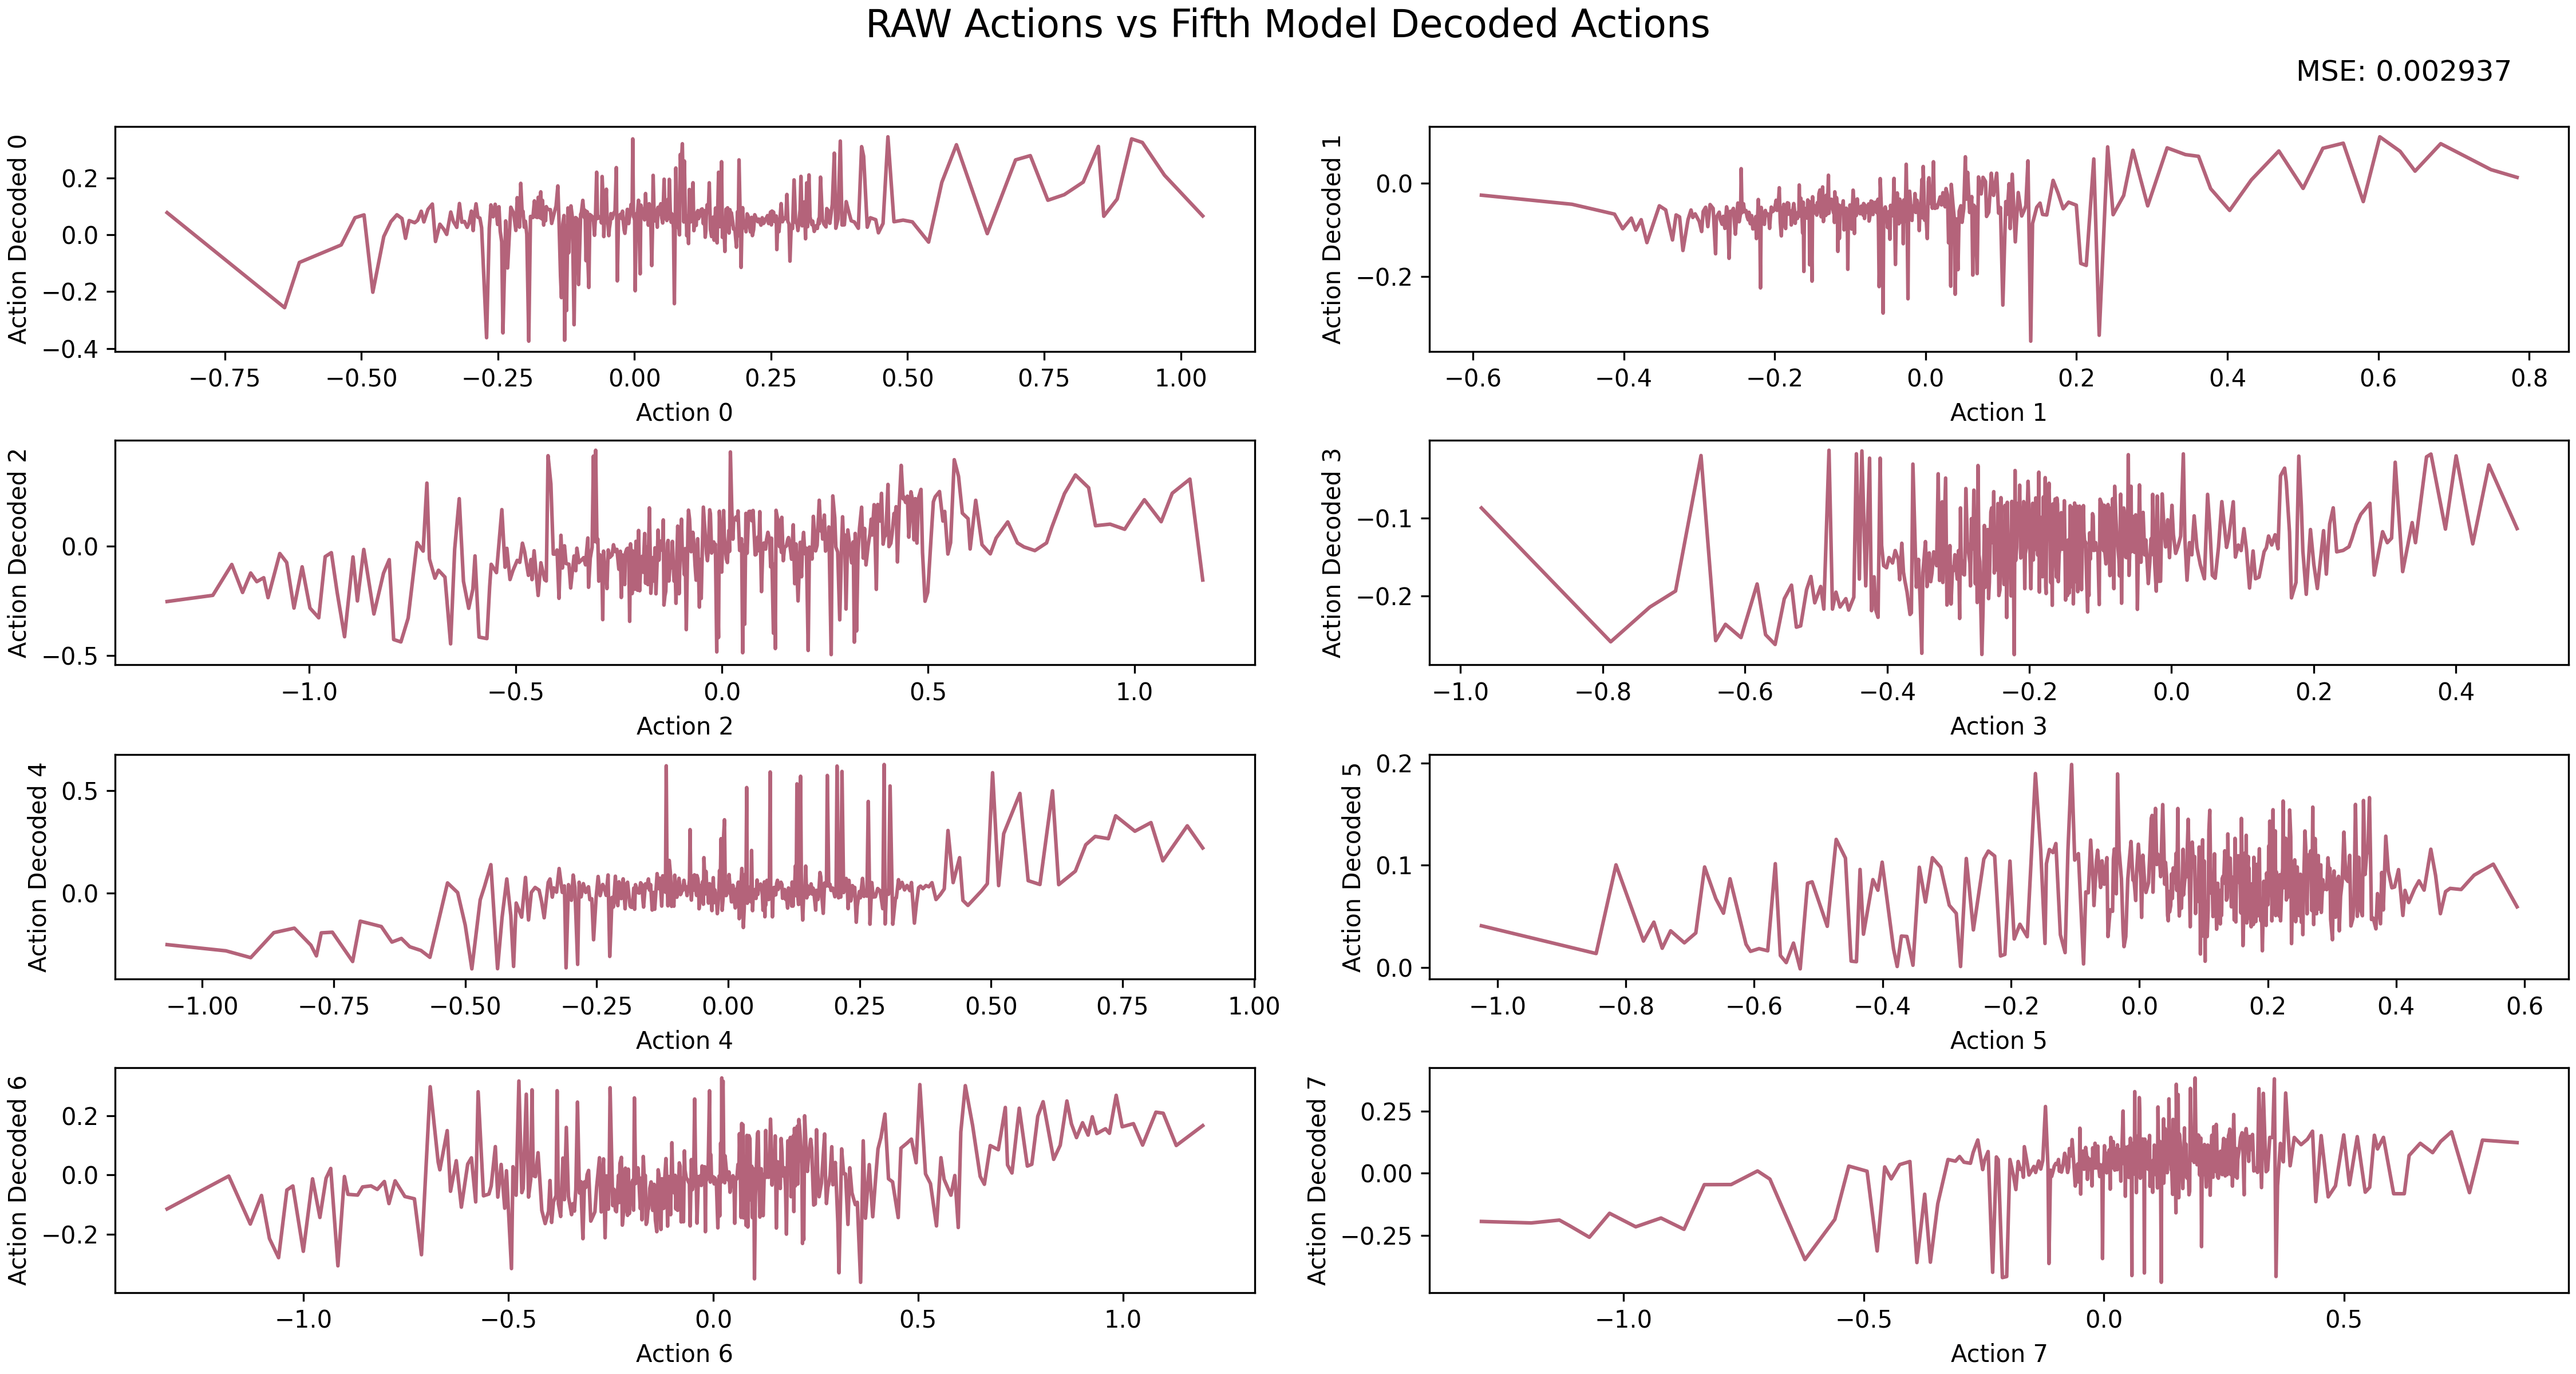 RAW Actions vs Fifth Model Decoded Actions
MSE: 0.002937
Action Decoded 0
0.2
0.0
−0.2
−0.4
−0.75 −0.50 −0.25 0.00 0.25 0.50 0.75 1.00
Action 0
Action Decoded 1
0.0
−0.2
−0.6 −0.4 −0.2 0.0 0.2 0.4 0.6 0.8
Action 1
Action Decoded 2
0.0
−0.5
−1.0 −0.5 0.0 0.5 1.0
Action 2
Action Decoded 3
−0.1
−0.2
−1.0 −0.8 −0.6 −0.4 −0.2 0.0 0.2 0.4
Action 3
Action Decoded 4
0.5
0.0
−1.00 −0.75 −0.50 −0.25 0.00 0.25 0.50 0.75 1.00
Action 4
Action Decoded 5
0.2
0.1
0.0
−1.0 −0.8 −0.6 −0.4 −0.2 0.0 0.2 0.4 0.6
Action 5
Action Decoded 6
0.2
0.0
−0.2
−1.0 −0.5 0.0 0.5 1.0
Action 6
Action Decoded 7
0.25
0.00
−0.25
−1.0 −0.5 0.0 0.5
Action 7